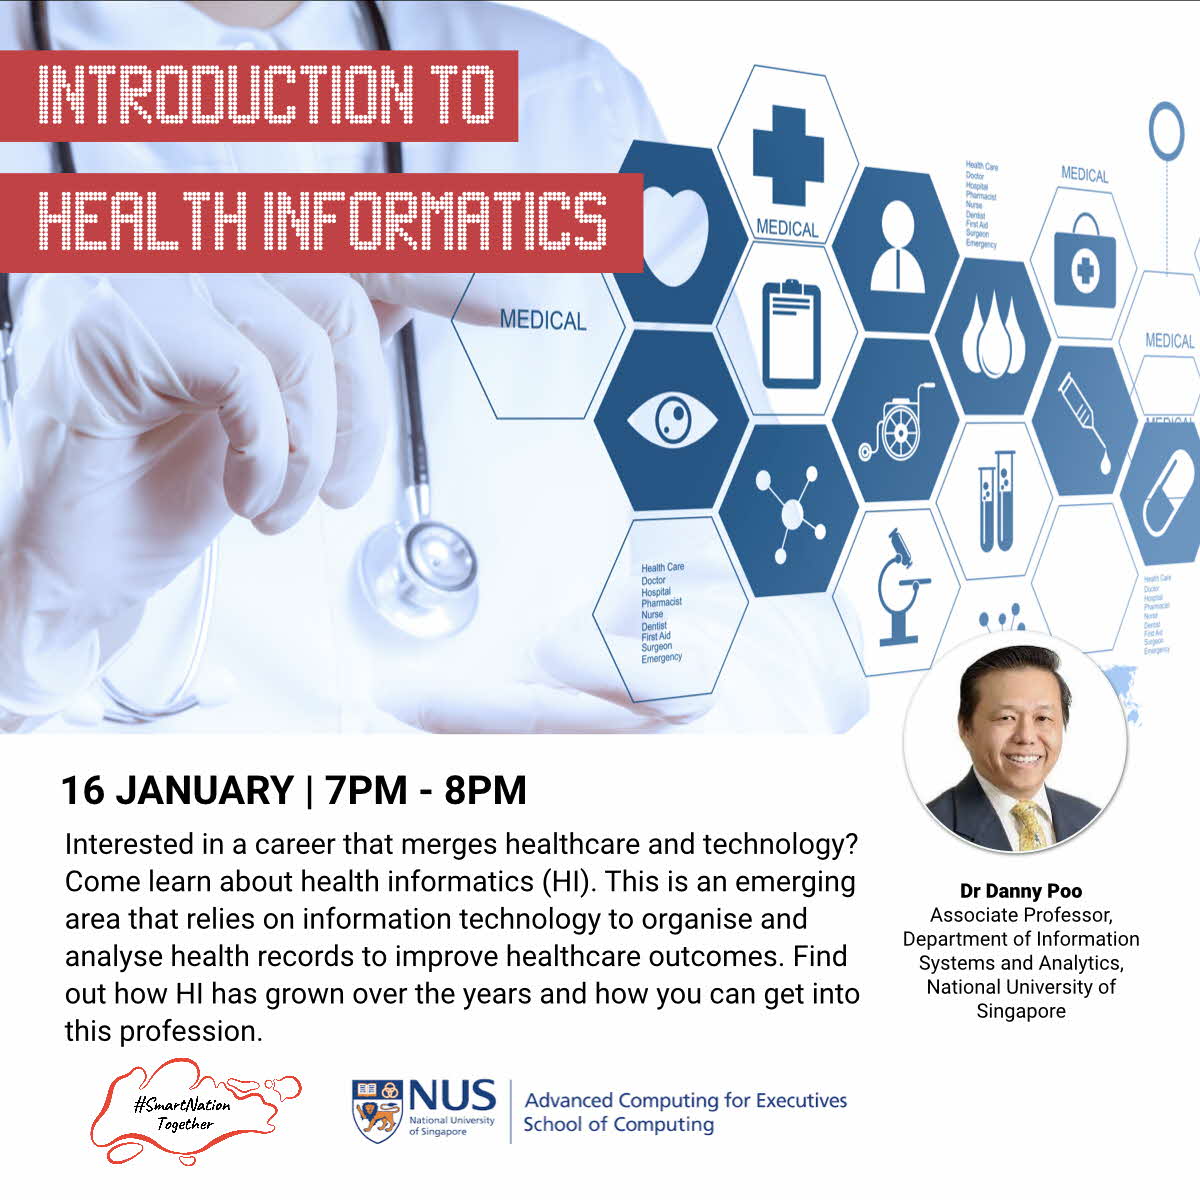 INTRODUCTION TO
HEALTH INFORMATICS
MEDICAL
MEDICAL
Health Care
Doctor
Hospital
Pharmacist
Nurse
Dentist
First Aid
Surgeon
Emergency
MEDICAL
MEDICAL
MEDICAL
Health Care
Doctor
Hospital
Pharmacist
Nurse
Dentist
First Aid
Surgeon
Emergency
Health Care
Doctor
Hospital
Pharmacist
Nurse
Dentist
First Aid
Surgeon
Emergency
16 JANUARY | 7PM - 8PM
Interested in a career that merges healthcare and technology?
Come learn about health informatics (HI). This is an emerging
area that relies on information technology to organise and
analyse health records to improve healthcare outcomes. Find
out how HI has grown over the years and how you can get into
this profession.
Dr Danny Poo
Associate Professor,
Department of Information
Systems and Analytics,
National University of
Singapore
#SmartNation
Together
NUS
National University
of Singapore
Advanced Computing for Executives
School of Computing